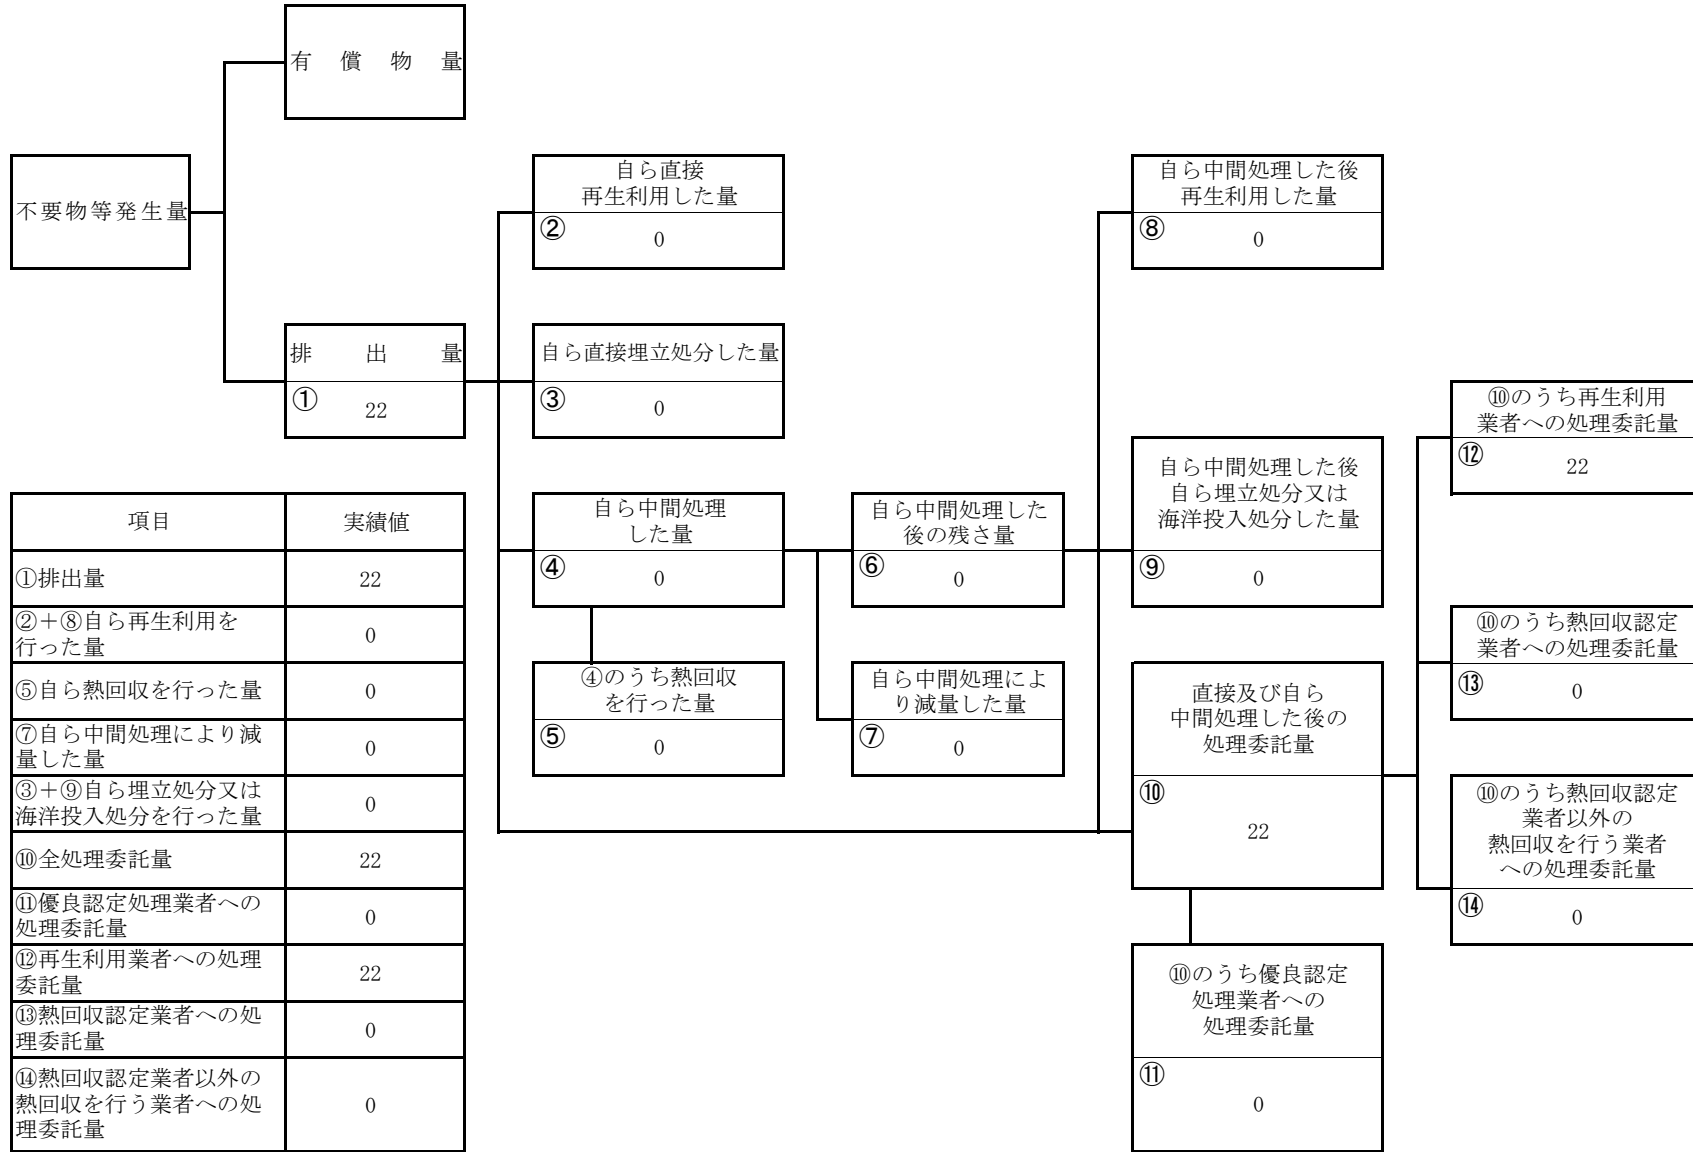 有償物量
不要物等発生量
自ら直接
再生利用した量
② 0
自ら中間処理した後
再生利用した量
⑧ 0
排出量
① 22
自ら直接埋立処分した量
③ 0
自ら中間処理した後
自ら埋立処分又は
海洋投入処分した量
⑨ 0
⑩のうち再生利用
業者への処理委託量
⑫ 22
自ら中間処理
した量
④ 0
自ら中間処理した
後の残さ量
⑥ 0
④のうち熱回収
を行った量
⑤ 0
自ら中間処理によ
り減量した量
⑦ 0
直接及び自ら
中間処理した後の
処理委託量
⑩
22
⑩のうち熱回収認定
業者への処理委託量
⑬ 0
⑩のうち熱回収認定
業者以外の
熱回収を行う業者
への処理委託量
⑭ 0
⑩のうち優良認定
処理業者への
処理委託量
⑪
0
項目 実績値
①排出量 22
②＋⑧自ら再生利用を
行った量 0
⑤自ら熱回収を行った量 0
⑦自ら中間処理により減
量した量 0
③＋⑨自ら埋立処分又は
海洋投入処分を行った量 0
⑩全処理委託量 22
⑪優良認定処理業者への
処理委託量 0
⑫再生利用業者への処理
委託量 22
⑬熱回収認定業者への処
理委託量 0
⑭熱回収認定業者以外の
熱回収を行う業者への処 0
理委託量